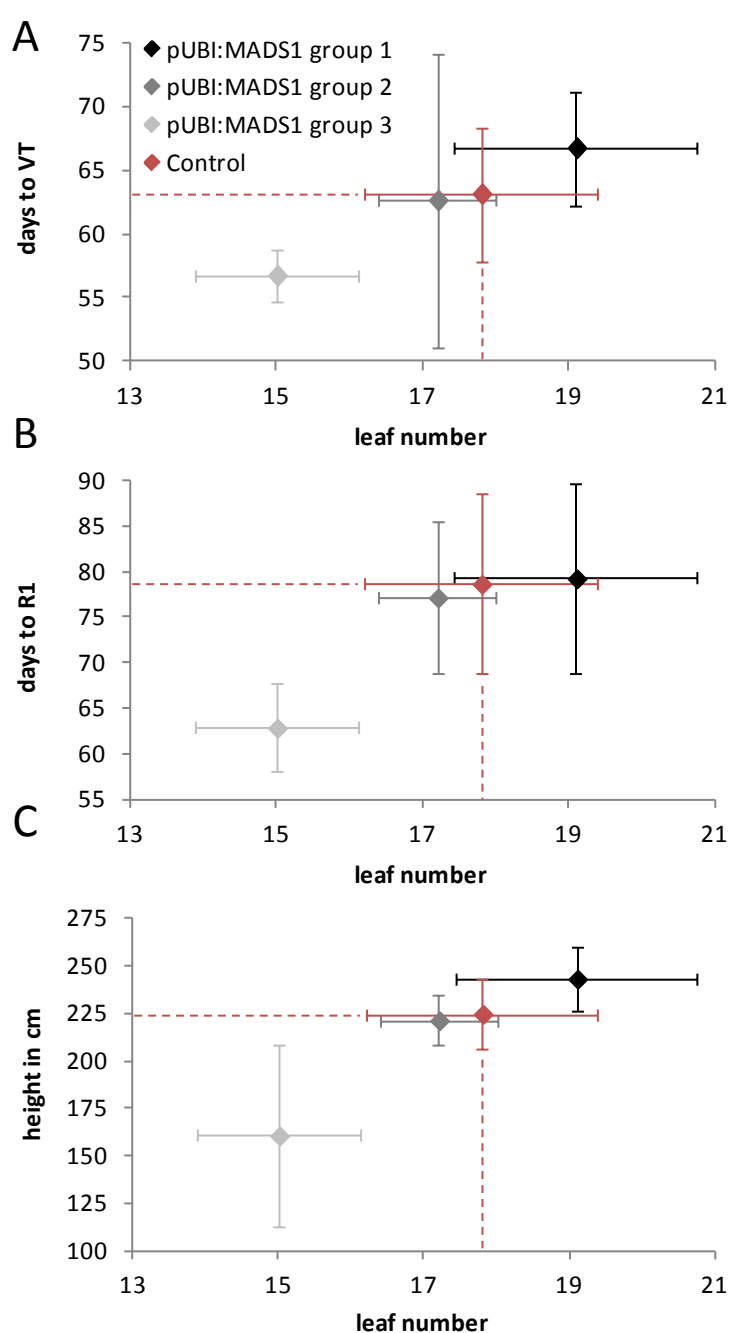 A
75
70
65
60
55
50
days to VT
pUBI:MADS1 group 1
pUBI:MADS1 group 2
pUBI:MADS1 group 3
Control
13 15 17 19 21
leaf number
B
90
85
80
75
70
65
60
55
days to R1
13 15 17 19 21
leaf number
C
275
250
225
200
175
150
125
100
height in cm
13 15 17 19 21
leaf number